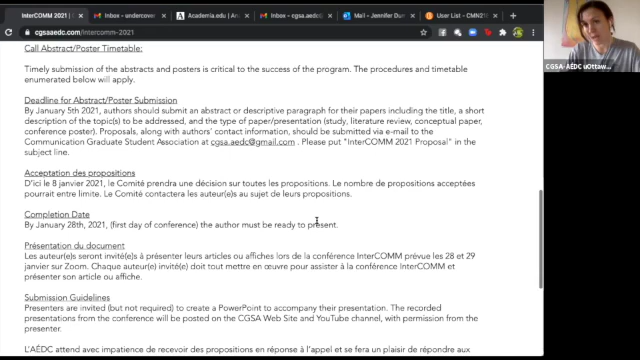 InterCOMM 2021 | S
Inbox - undercover
Academia.edu | An
Inbox - cgsa.aedc@
Mail - Jennifer Dum
User List - CMN216
cgsaaedc.com/intercomm-2021
Call Abstract/Poster Timetable:
Timely submission of the abstracts and posters is critical to the success of the program. The procedures and timetable
enumerated below will apply.
Deadline for Abstract/Poster Submission
By January 5th 2021, authors should submit an abstract or descriptive paragraph for their papers including the title, a short
description of the topic(s) to be addressed, and the type of paper/presentation (study, literature review, conceptual paper,
conference poster). Proposals, along with authors' contact information, should be submitted via e-mail to the
Communication Graduate Student Association at cgsa.aedc@gmail.com . Please put "InterCOMM 2021 Proposal" in the
subject line.
Acceptation des propositions
D'ici le 8 janvier 2021, le Comité prendra une décision sur toutes les propositions. Le nombre de propositions acceptées
pourrait entre limite. Le Comité contactera les auteur(e)s au sujet de leurs propositions.
Completion Date
By January 28th, 2021, (first day of conference) the author must be ready to present.
Présentation du document
Les auteur(e)s seront invité(e)s à présenter leurs articles ou affiches lors de la conférence InterCOMM prévue les 28 et 29
janvier sur Zoom. Chaque auteur(e) invité(e) doit tout mettre en œuvre pour assister à la conférence InterCOMM et
présenter son article ou affiche.
Submission Guidelines
Presenters are invited (but not required) to create a PowerPoint to accompany their presentation. The recorded
presentations from the conference will be posted on the CGSA Web Site and YouTube channel, with permission from the
presenter.
L'AÉDC attend avec impatience de recevoir des propositions en réponse à l'appel et se fera un plaisir de répondre aux
CGSA-AÉDC uOttaw...